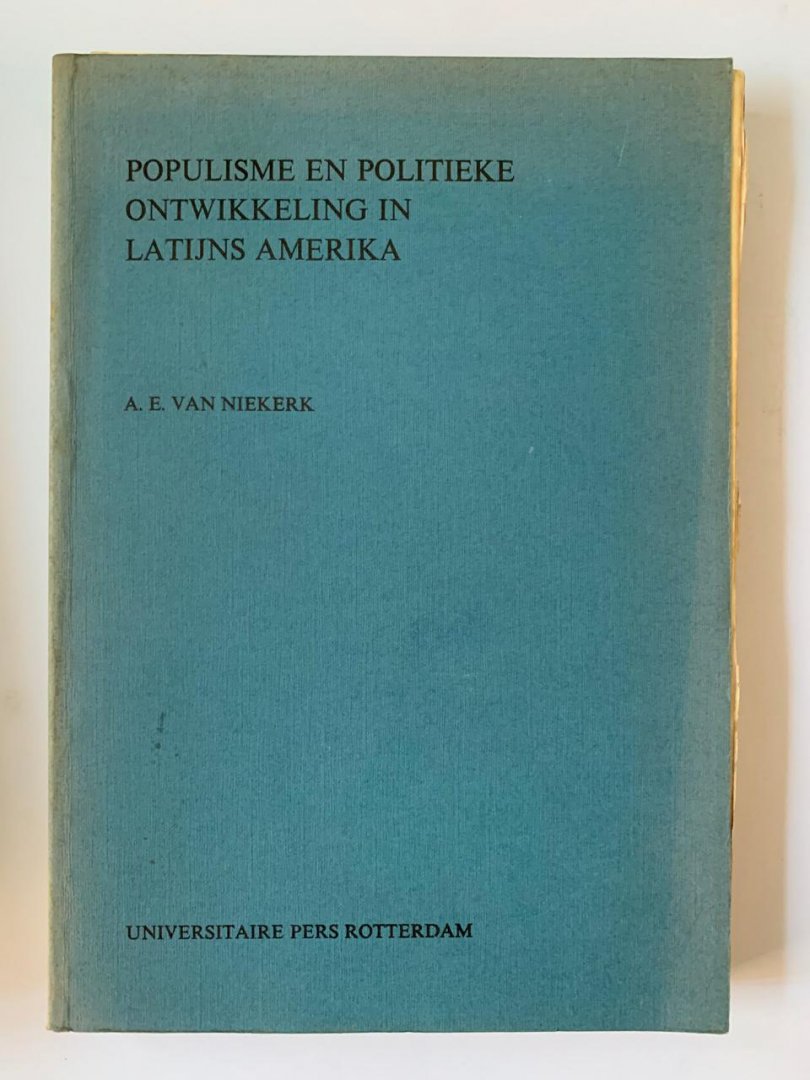 POPULISME EN POLITIEKE
ONTWIKKELING IN
LATIJNS AMERIKA
A. E. VAN NIEKERK
UNIVERSITAIRE PERS ROTTERDAM